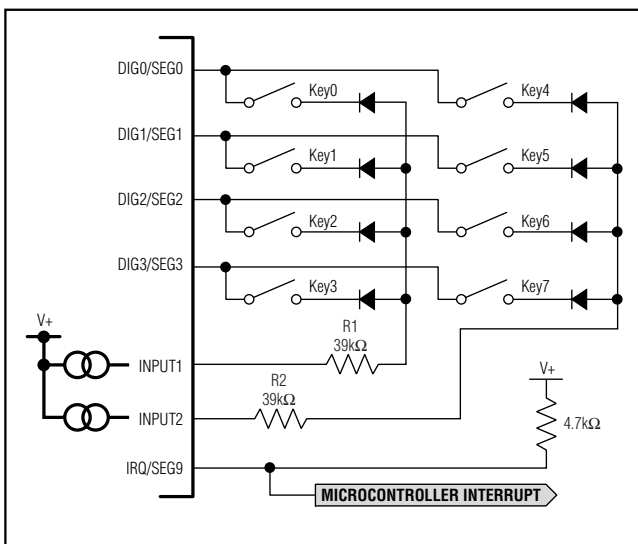 DIG0/SEG0
Key0
Key4
DIG1/SEG1
Key1
Key5
DIG2/SEG2
Key2
Key6
DIG3/SEG3
Key3
Key7
V+
R1
39kΩ
INPUT1
R2
39kΩ
INPUT2
V+
4.7kΩ
IRQ/SEG9
MICROCONTROLLER INTERRUPT